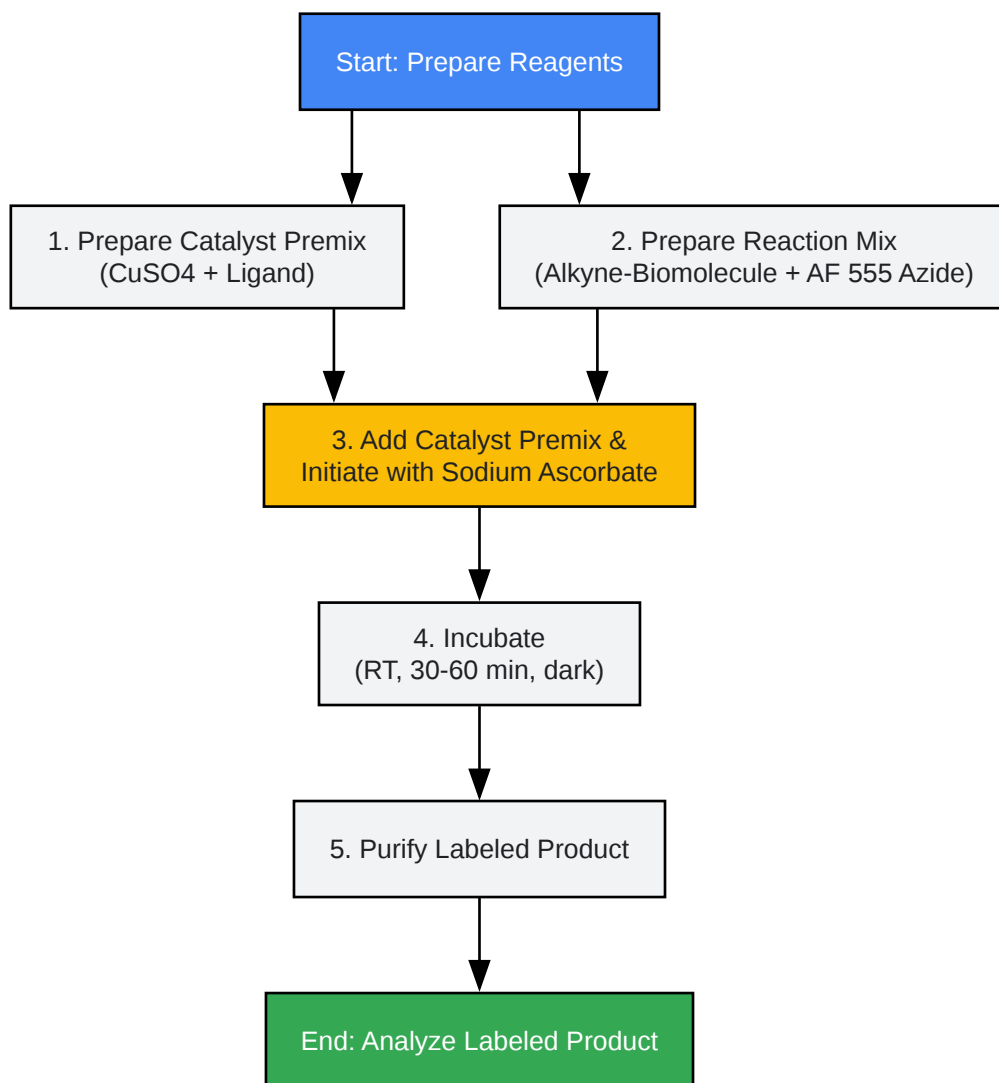 Start: Prepare Reagents
1. Prepare Catalyst Premix
(CuSO4 + Ligand)
2. Prepare Reaction Mix
(Alkyne-Biomolecule + AF 555 Azide)
3. Add Catalyst Premix &
Initiate with Sodium Ascorbate
4. Incubate
(RT, 30-60 min, dark)
5. Purify Labeled Product
End: Analyze Labeled Product